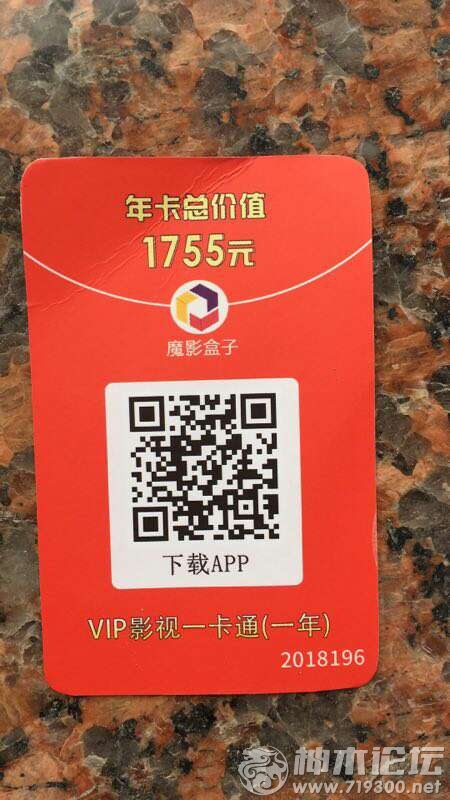 年卡总价值
1755元
魔影盒子
下载APP
VIP影视一卡通(一年)
2018196
神木论坛
www.719300.net